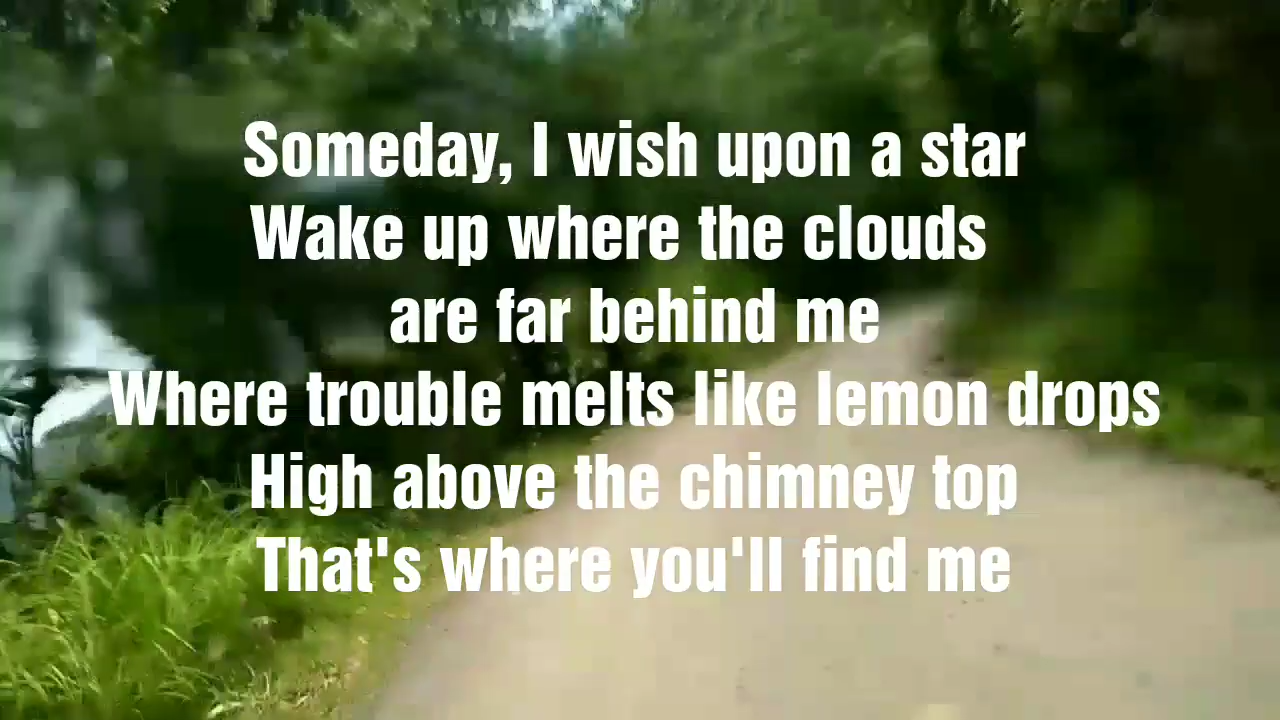 Someday, I wish upon a star
Wake up where the clouds
are far behind me
Where trouble melts like lemon drops
High above the chimney top
That's where you'll find me